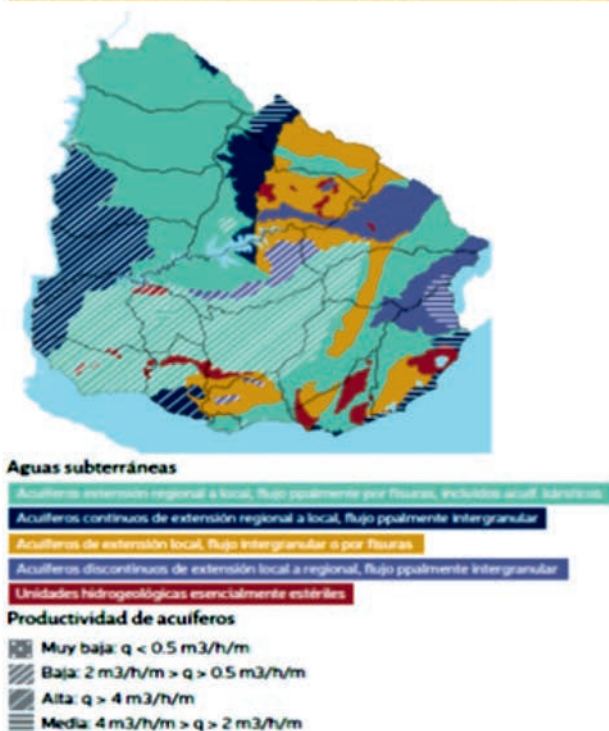 Aguas subterráneas
Acuíferos extensión regional a local, flujo ppalmente por fisuras, incluidos acuíf. kársticos
Acuíferos continuos de extensión regional a local, flujo ppalmente intergranular
Acuíferos de extensión local, flujo intergranular o por fisuras
Acuíferos discontinuos de extensión local a regional, flujo ppalmente intergranular
Unidades hidrogeológicas esencialmente estériles
Productividad de acuíferos
Muy baja: q < 0.5 m3/h/m
Baja: 2 m3/h/m > q > 0.5 m3/h/m
Alta: q > 4 m3/h/m
Media: 4 m3/h/m > q > 2 m3/h/m